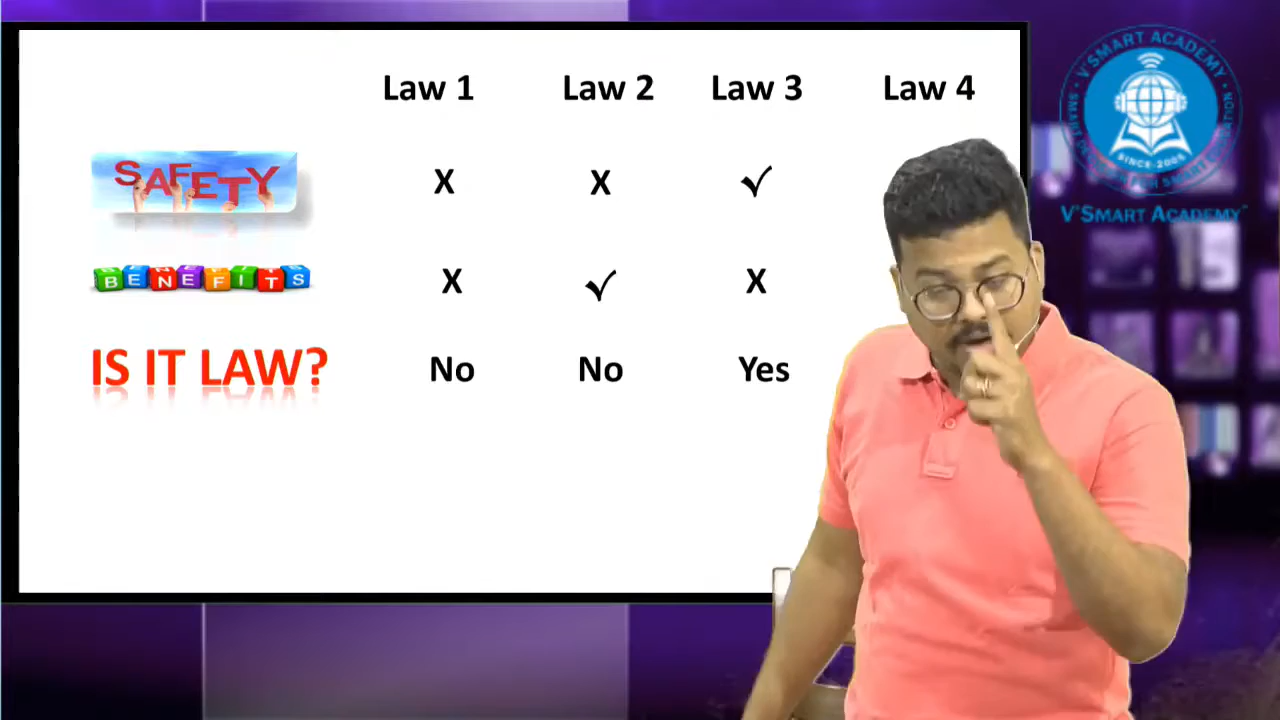 Law 1 Law 2 Law 3 Law 4
SAFETY X X ✓
BENEFITS X ✓ X
IS IT LAW? No No Yes
V'SMART ACADEMY
SINCE-2006
V'SMART ACADEMY